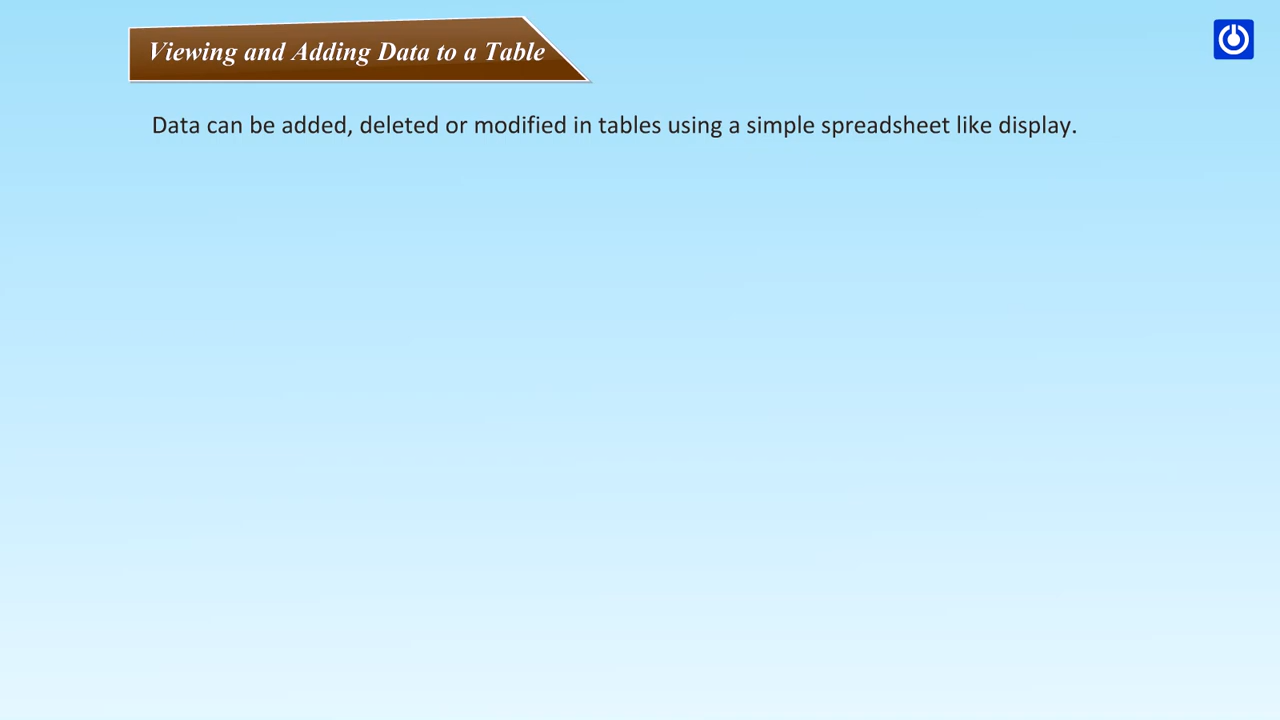 Viewing and Adding Data to a Table
Data can be added, deleted or modified in tables using a simple spreadsheet like display.